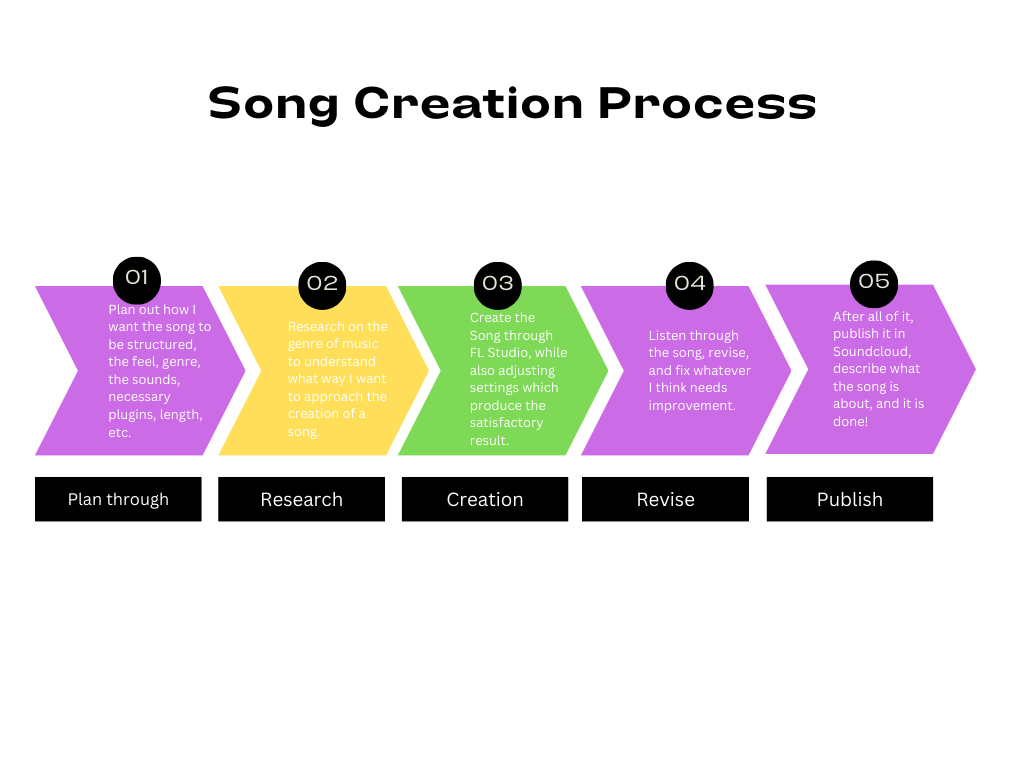 Song Creation Process
01
Plan out how I
want the song to
be structured,
the feel, genre,
the sounds,
necessary
plugins, length,
etc.
Plan through
02
Research on the
genre of music
to understand
what way I want
to approach the
creation of a
song.
Research
03
Create the
Song through
FL Studio, while
also adjusting
settings which
produce the
satisfactory
result.
Creation
04
Listen through
the song, revise,
and fix whatever
I think needs
improvement.
Revise
05
After all of it,
publish it in
Soundcloud,
describe what
the song is
about, and it is
done!
Publish